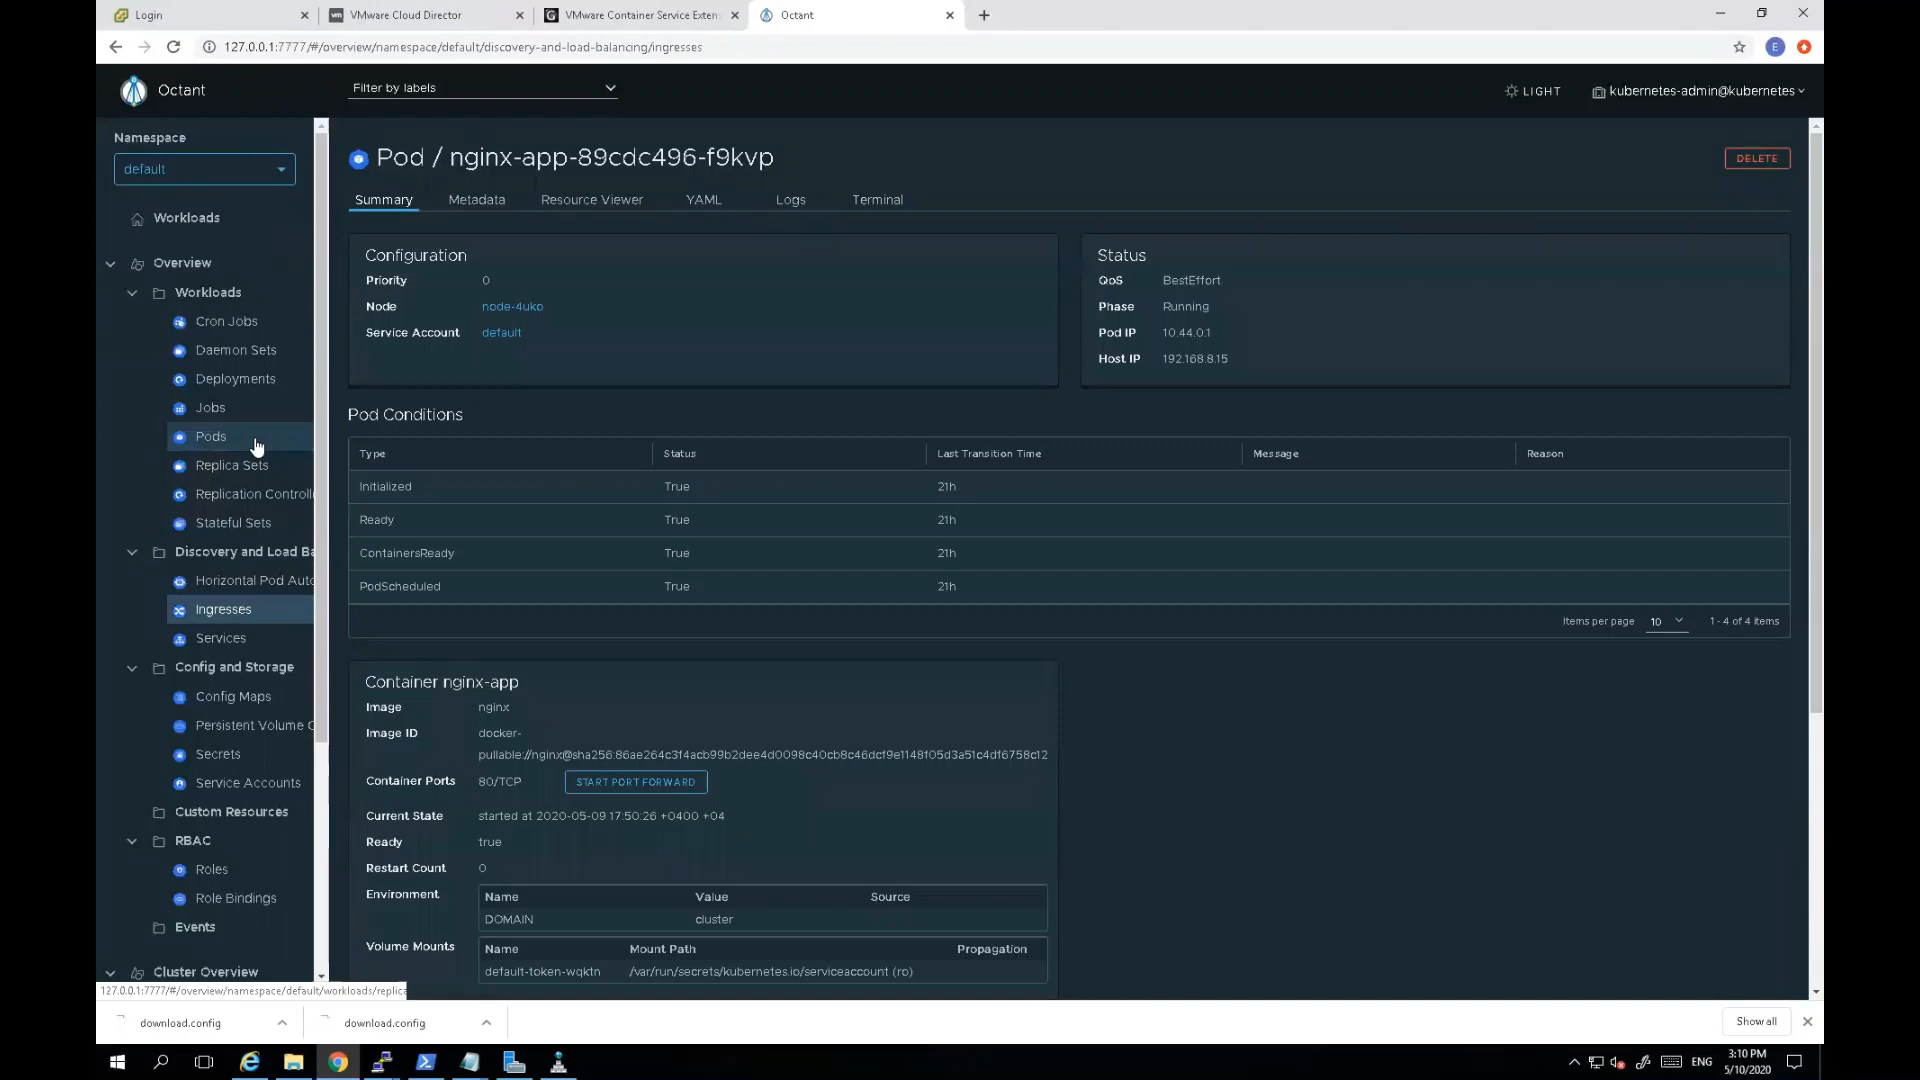 Login
VMware Cloud Director
VMware Container Service Exten
Octant
127.0.0.1:7777/#/overview/namespace/default/discovery-and-load-balancing/ingresses
E
Octant
Filter by labels
LIGHT
kubernetes-admin@kubernetes
Namespace
default
Workloads
Overview
Workloads
Cron Jobs
Daemon Sets
Deployments
Jobs
Pods
Replica Sets
Replication Controll
Stateful Sets
Discovery and Load Ba
Horizontal Pod Auto
Ingresses
Services
Config and Storage
Config Maps
Persistent Volume C
Secrets
Service Accounts
Custom Resources
RBAC
Roles
Role Bindings
Events
Cluster Overview
127.0.0.1:7777/#/overview/namespace/default/workloads/replica
Pod / nginx-app-89cdc496-f9kvp
DELETE
Summary Metadata Resource Viewer YAML Logs Terminal
Configuration
Priority 0
Node node-4uko
Service Account default
Status
QoS BestEffort
Phase Running
Pod IP 10.44.0.1
Host IP 192.168.8.15
Pod Conditions
Type Status Last Transition Time Message Reason
Initialized True 21h
Ready True 21h
ContainersReady True 21h
PodScheduled True 21h
Items per page 10 1 - 4 of 4 items
Container nginx-app
Image nginx
Image ID docker-
pullable://nginx@sha256:86ae264c3f4acb99b2dee4d0098c40cb8c46dcf9e1148f05d3a51c4df6758c12
Container Ports 80/TCP START PORT FORWARD
Current State started at 2020-05-09 17:50:26 +0400 +04
Ready true
Restart Count 0
Environment Name Value Source
DOMAIN cluster
Volume Mounts Name Mount Path Propagation
default-token-wqktn /var/run/secrets/kubernetes.io/serviceaccount (ro)
download.config
download.config
Show all
ENG
3:10 PM
5/10/2020